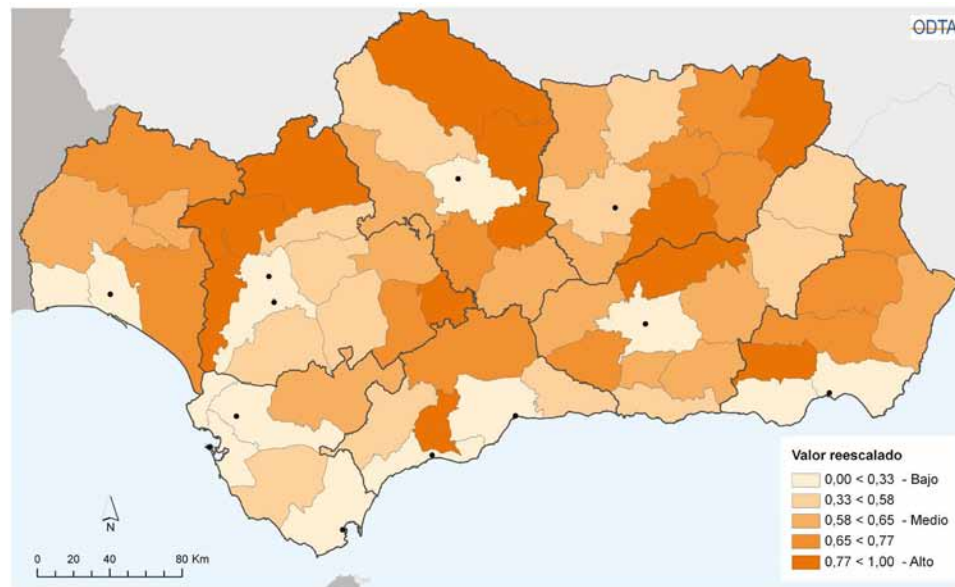 ODTA
Valor reescalado
0,00 < 0,33 - Bajo
0,33 < 0,58
0,58 < 0,65 - Medio
0,65 < 0,77
0,77 < 1,00 - Alto
N
0 20 40 80 Km